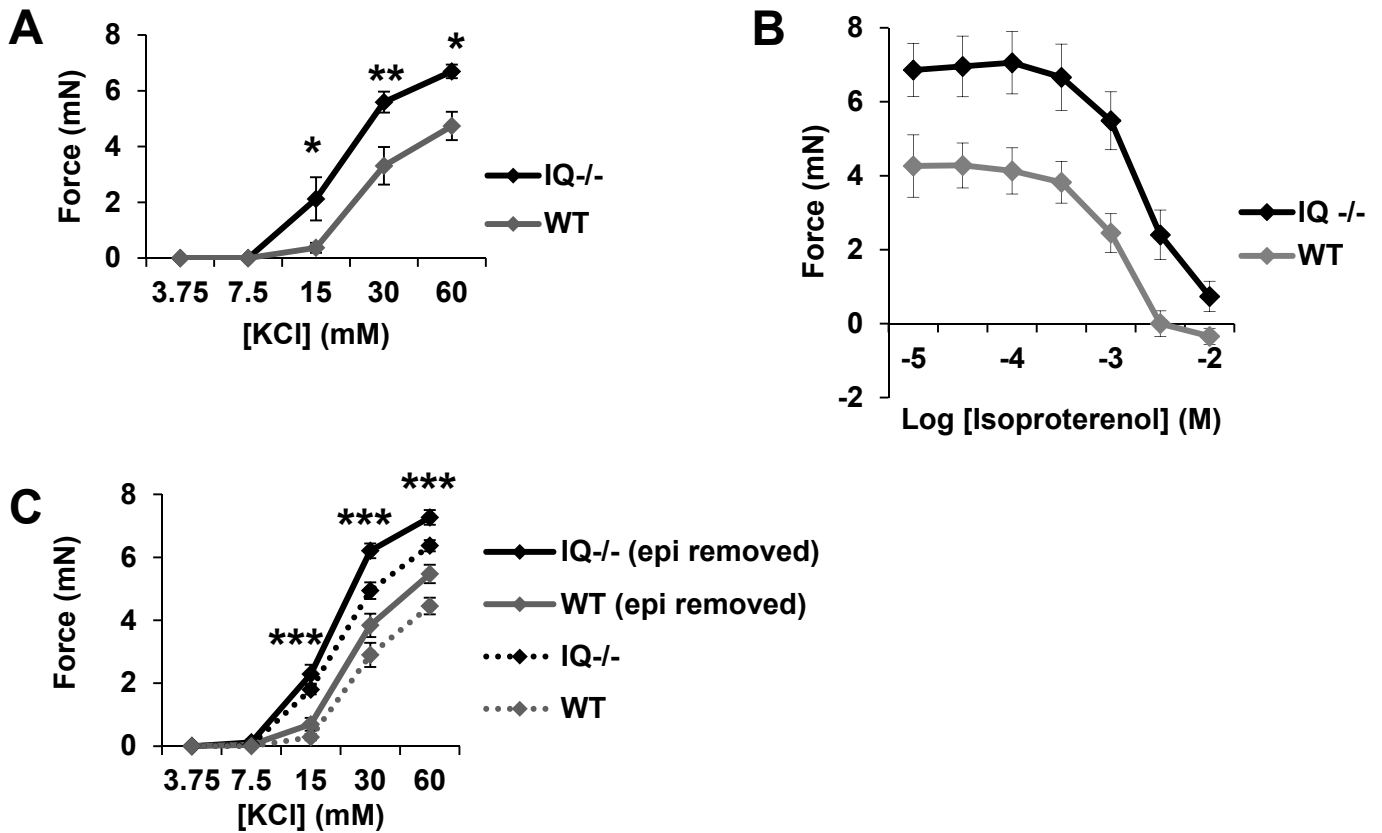 A
8
6
4
2
0
Force (mN)
*
**
*
3.75 7.5 15 30 60
[KCl] (mM)
IQ-/-
WT
B
8
6
4
2
0
-2
Force (mN)
-5 -4 -3 -2
Log [Isoproterenol] (M)
IQ -/-
WT
C
8
6
4
2
0
Force (mN)
***
***
***
3.75 7.5 15 30 60
[KCl] (mM)
IQ-/- (epi removed)
WT (epi removed)
IQ-/-
WT